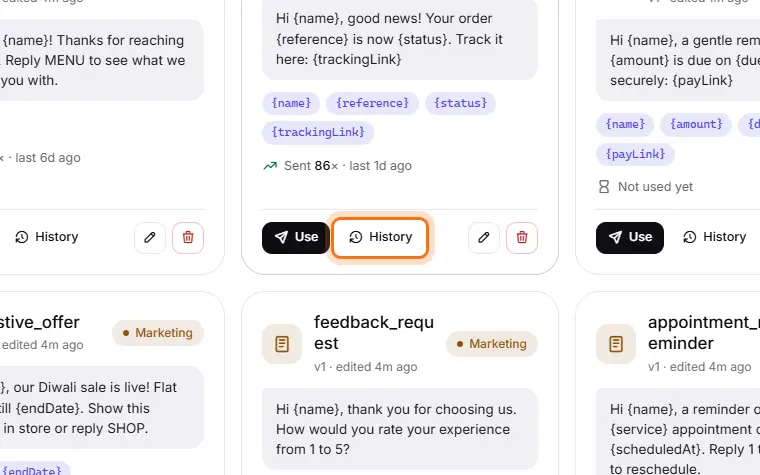 {name}! Thanks for reaching
. Reply MENU to see what we
you with.
× · last 6d ago
History
Hi {name}, good news! Your order
{reference} is now {status}. Track it
here: {trackingLink}
{name}
{reference}
{status}
{trackingLink}
Sent 86× · last 1d ago
Use
History
Hi {name}, a gentle rem
{amount} is due on {due
securely: {payLink}
{name}
{amount}
{d
{payLink}
Not used yet
Use
History
stive_offer
edited 4m ago
Marketing
}, our Diwali sale is live! Flat
till {endDate}. Show this
in store or reply SHOP.
{endDate}
feedback_requ
est
v1 · edited 4m ago
Marketing
Hi {name}, thank you for choosing us.
How would you rate your experience
from 1 to 5?
appointment_r
eminder
v1 · edited 4m ago
Hi {name}, a reminder o
{service} appointment o
{scheduledAt}. Reply 1 t
to reschedule.